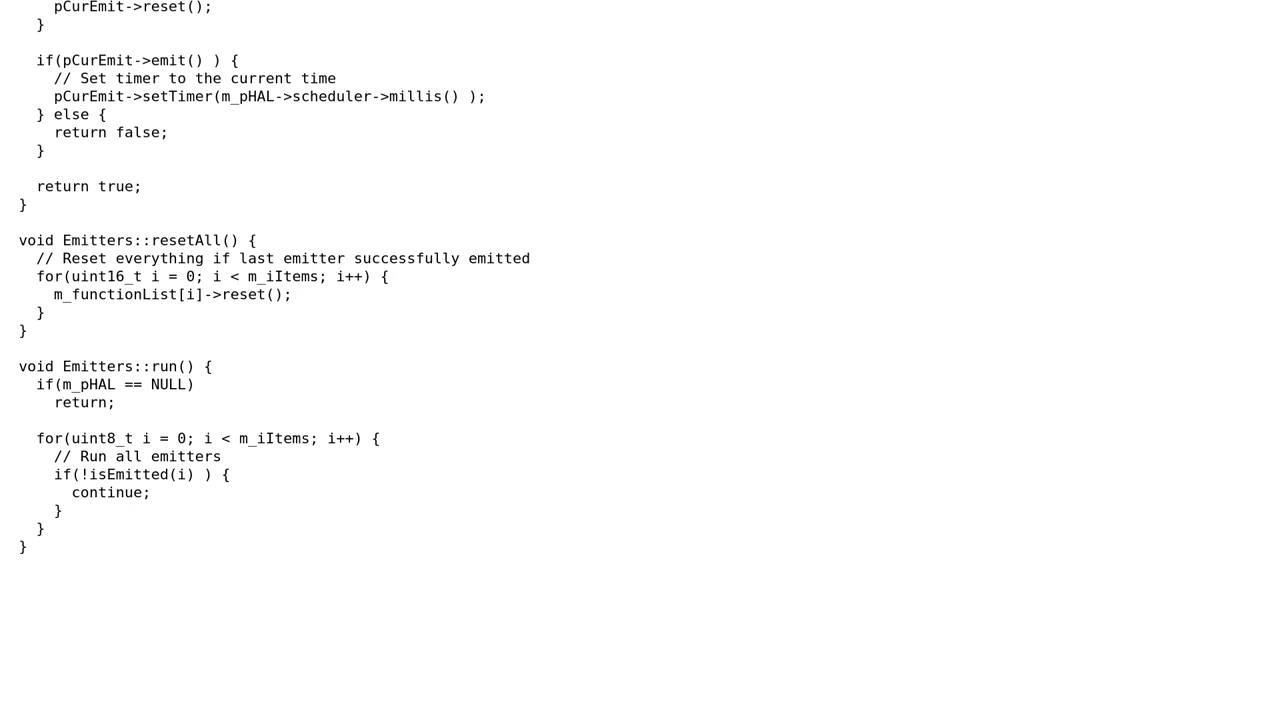 pCurEmit->reset();
  }

  if(pCurEmit->emit() ) {
    // Set timer to the current time
    pCurEmit->setTimer(m_pHAL->scheduler->millis() );
  } else {
    return false;
  }

  return true;
}

void Emitters::resetAll() {
  // Reset everything if last emitter successfully emitted
  for(uint16_t i = 0; i < m_iItems; i++) {
    m_functionList[i]->reset();
  }
}

void Emitters::run() {
  if(m_pHAL == NULL)
    return;

  for(uint8_t i = 0; i < m_iItems; i++) {
    // Run all emitters
    if(!isEmitted(i) ) {
      continue;
    }
  }
}